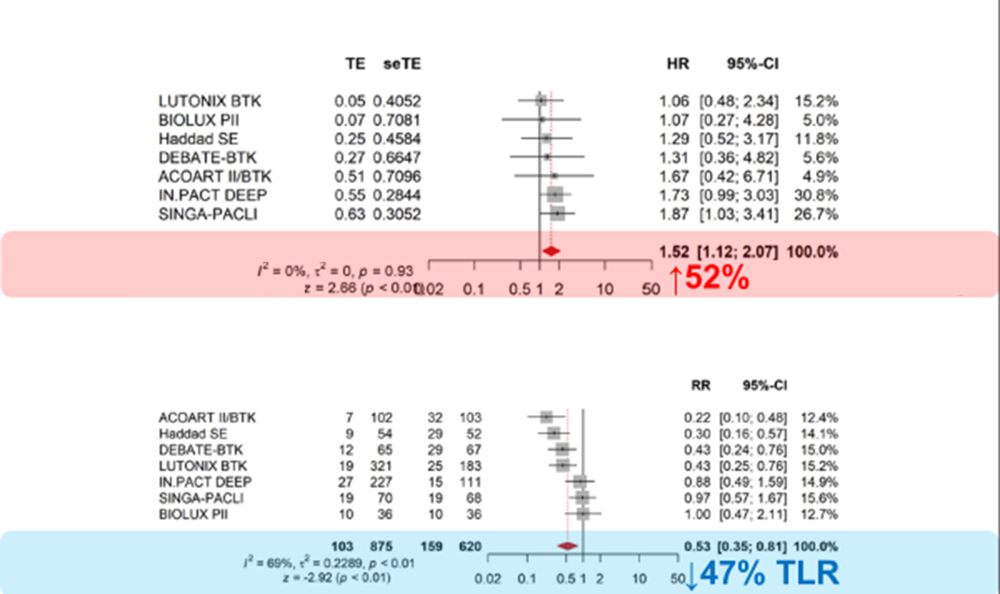 TE seTE HR 95%-CI
LUTONIX BTK 0.05 0.4052 1.06 [0.48; 2.34] 15.2%
BIOLUX PII 0.07 0.7081 1.07 [0.27; 4.28] 5.0%
Haddad SE 0.25 0.4584 1.29 [0.52; 3.17] 11.8%
DEBATE-BTK 0.27 0.6647 1.31 [0.36; 4.82] 5.6%
ACOART II/BTK 0.51 0.7096 1.67 [0.42; 6.71] 4.9%
IN.PACT DEEP 0.55 0.2844 1.73 [0.99; 3.03] 30.8%
SINGA-PACLI 0.63 0.3052 1.87 [1.03; 3.41] 26.7%
1.52 [1.12; 2.07] 100.0%
I² = 0%, τ² = 0, p = 0.93
↑52%
z = 2.66 (p < 0.01) 0.02 0.1 0.5 1 2 10 50
RR 95%-CI
ACOART II/BTK 7 102 32 103 0.22 [0.10; 0.48] 12.4%
Haddad SE 9 54 29 52 0.30 [0.16; 0.57] 14.1%
DEBATE-BTK 12 65 29 67 0.43 [0.24; 0.76] 15.0%
LUTONIX BTK 19 321 25 183 0.43 [0.25; 0.76] 15.2%
IN.PACT DEEP 27 227 15 111 0.88 [0.49; 1.59] 14.9%
SINGA-PACLI 19 70 19 68 0.97 [0.57; 1.67] 15.6%
BIOLUX PII 10 36 10 36 1.00 [0.47; 2.11] 12.7%
103 875 159 620 0.53 [0.35; 0.81] 100.0%
I² = 69%, τ² = 0.2289, p < 0.01
z = -2.92 (p < 0.01) 0.02 0.1 0.5 1 2 10 50
↓47% TLR